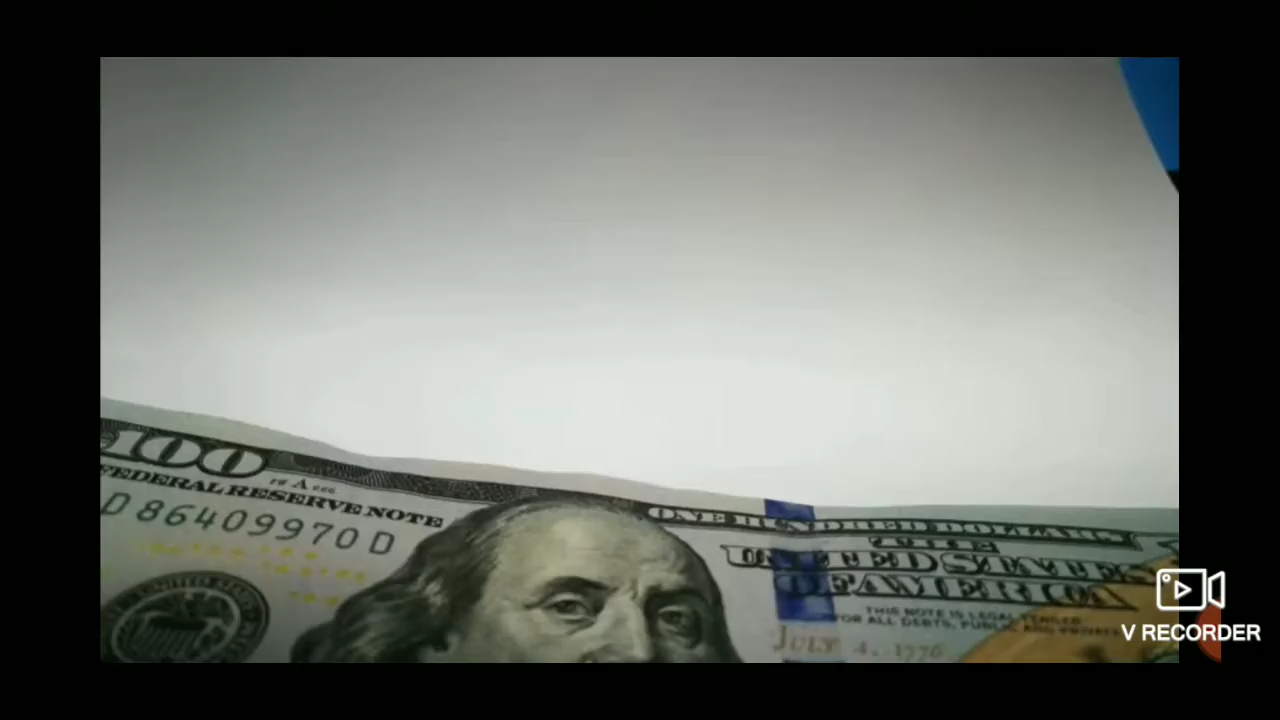 100
FEDERAL RESERVE NOTE
D 86409970 D
ONE HUNDRED DOLLARS
THE
UNITED STATES
OF AMERICA
THIS NOTE IS LEGAL TENDER
FOR ALL DEBTS, PUBLIC AND PRIVATE
JULY 4, 1776
V RECORDER